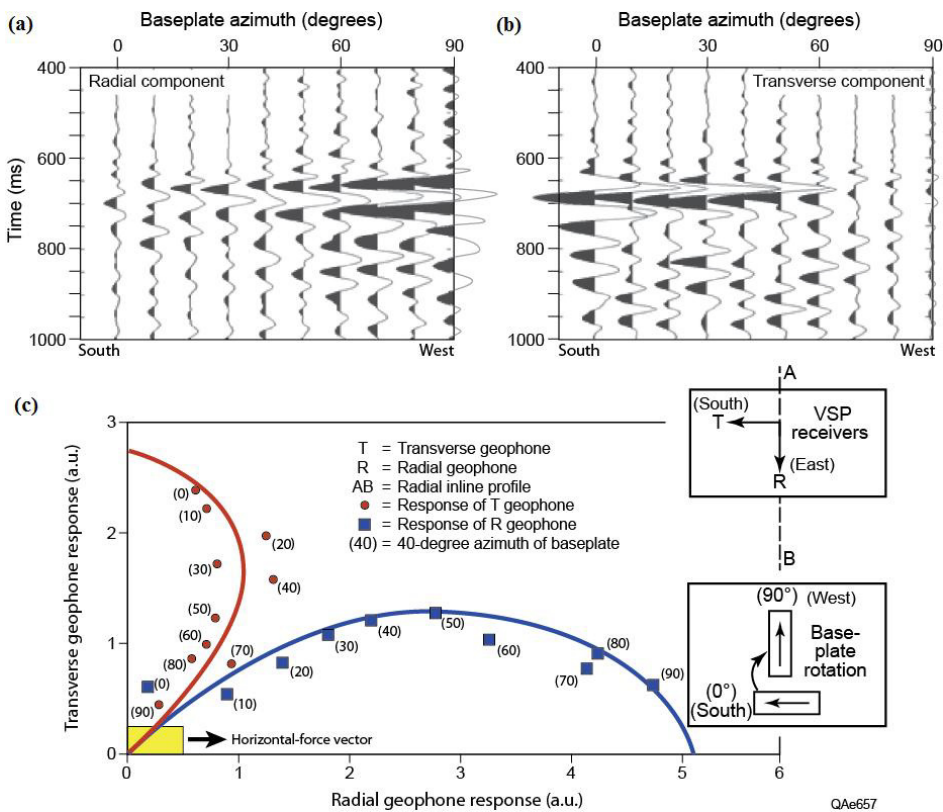 (a)
Baseplate azimuth (degrees)
0 30 60 90
400
600
800
1000
Time (ms)
Radial component
South West
(b)
Baseplate azimuth (degrees)
0 30 60 90
400
600
800
1000
Transverse component
South West
(c)
3
2
1
0
Transverse geophone response (a.u.)
T = Transverse geophone
R = Radial geophone
AB = Radial inline profile
= Response of T geophone
= Response of R geophone
(40) = 40-degree azimuth of baseplate
(0)
(10)
(20)
(30)
(40)
(50)
(60)
(70)
(80)
(90)
(0)
(10)
(20)
(30)
(40)
(50)
(60)
(70)
(80)
(90)
Horizontal-force vector
0 1 2 3 4 5 6
Radial geophone response (a.u.)
A
(South)
T
VSP
receivers
(East)
R
B
(90°) (West)
Base-
plate
rotation
(0°)
(South)
QAe657